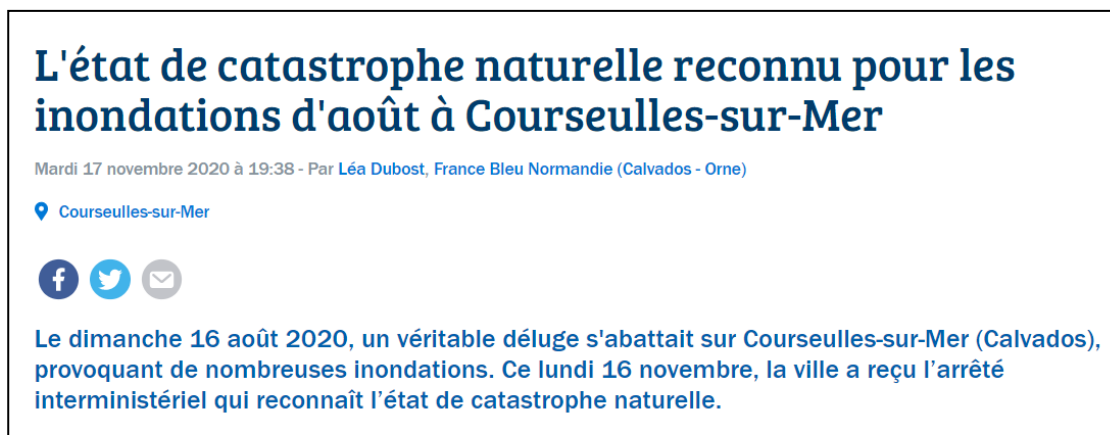 L'état de catastrophe naturelle reconnu pour les
inondations d'août à Courseulles-sur-Mer
Mardi 17 novembre 2020 à 19:38 - Par Léa Dubost, France Bleu Normandie (Calvados - Orne)
Courseulles-sur-Mer
Le dimanche 16 août 2020, un véritable déluge s'abattait sur Courseulles-sur-Mer (Calvados),
provoquant de nombreuses inondations. Ce lundi 16 novembre, la ville a reçu l’arrêté
interministériel qui reconnaît l’état de catastrophe naturelle.